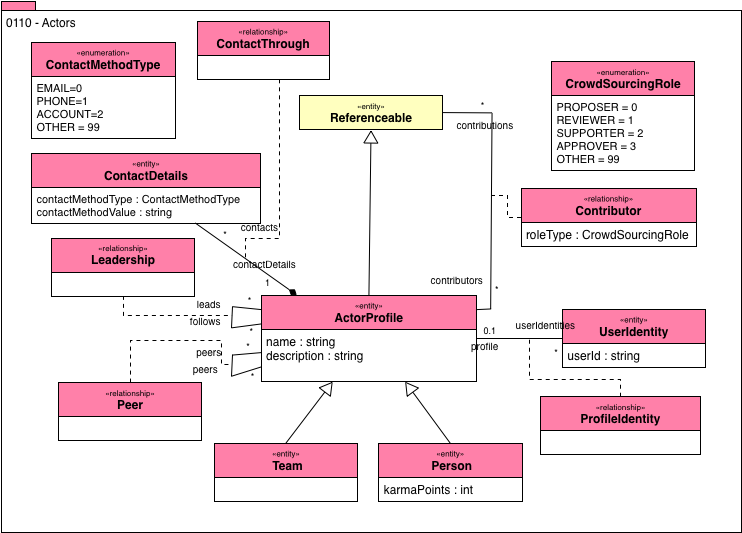 0110 - Actors
«enumeration»
ContactMethodType
EMAIL=0
PHONE=1
ACCOUNT=2
OTHER = 99
«relationship»
ContactThrough
«entity»
Referenceable
*
contributions
«enumeration»
CrowdSourcingRole
PROPOSER = 0
REVIEWER = 1
SUPPORTER = 2
APPROVER = 3
OTHER = 99
«entity»
ContactDetails
contactMethodType : ContactMethodType
contactMethodValue : string
«relationship»
Contributor
roleType : CrowdSourcingRole
*
contacts
contactDetails
1
«relationship»
Leadership
leads
*
follows
*
contributors
*
«entity»
ActorProfile
name : string
description : string
0.1
profile
userIdentities
*
«entity»
UserIdentity
userId : string
peers
*
peers
*
«relationship»
Peer
«relationship»
ProfileIdentity
«entity»
Team
«entity»
Person
karmaPoints : int